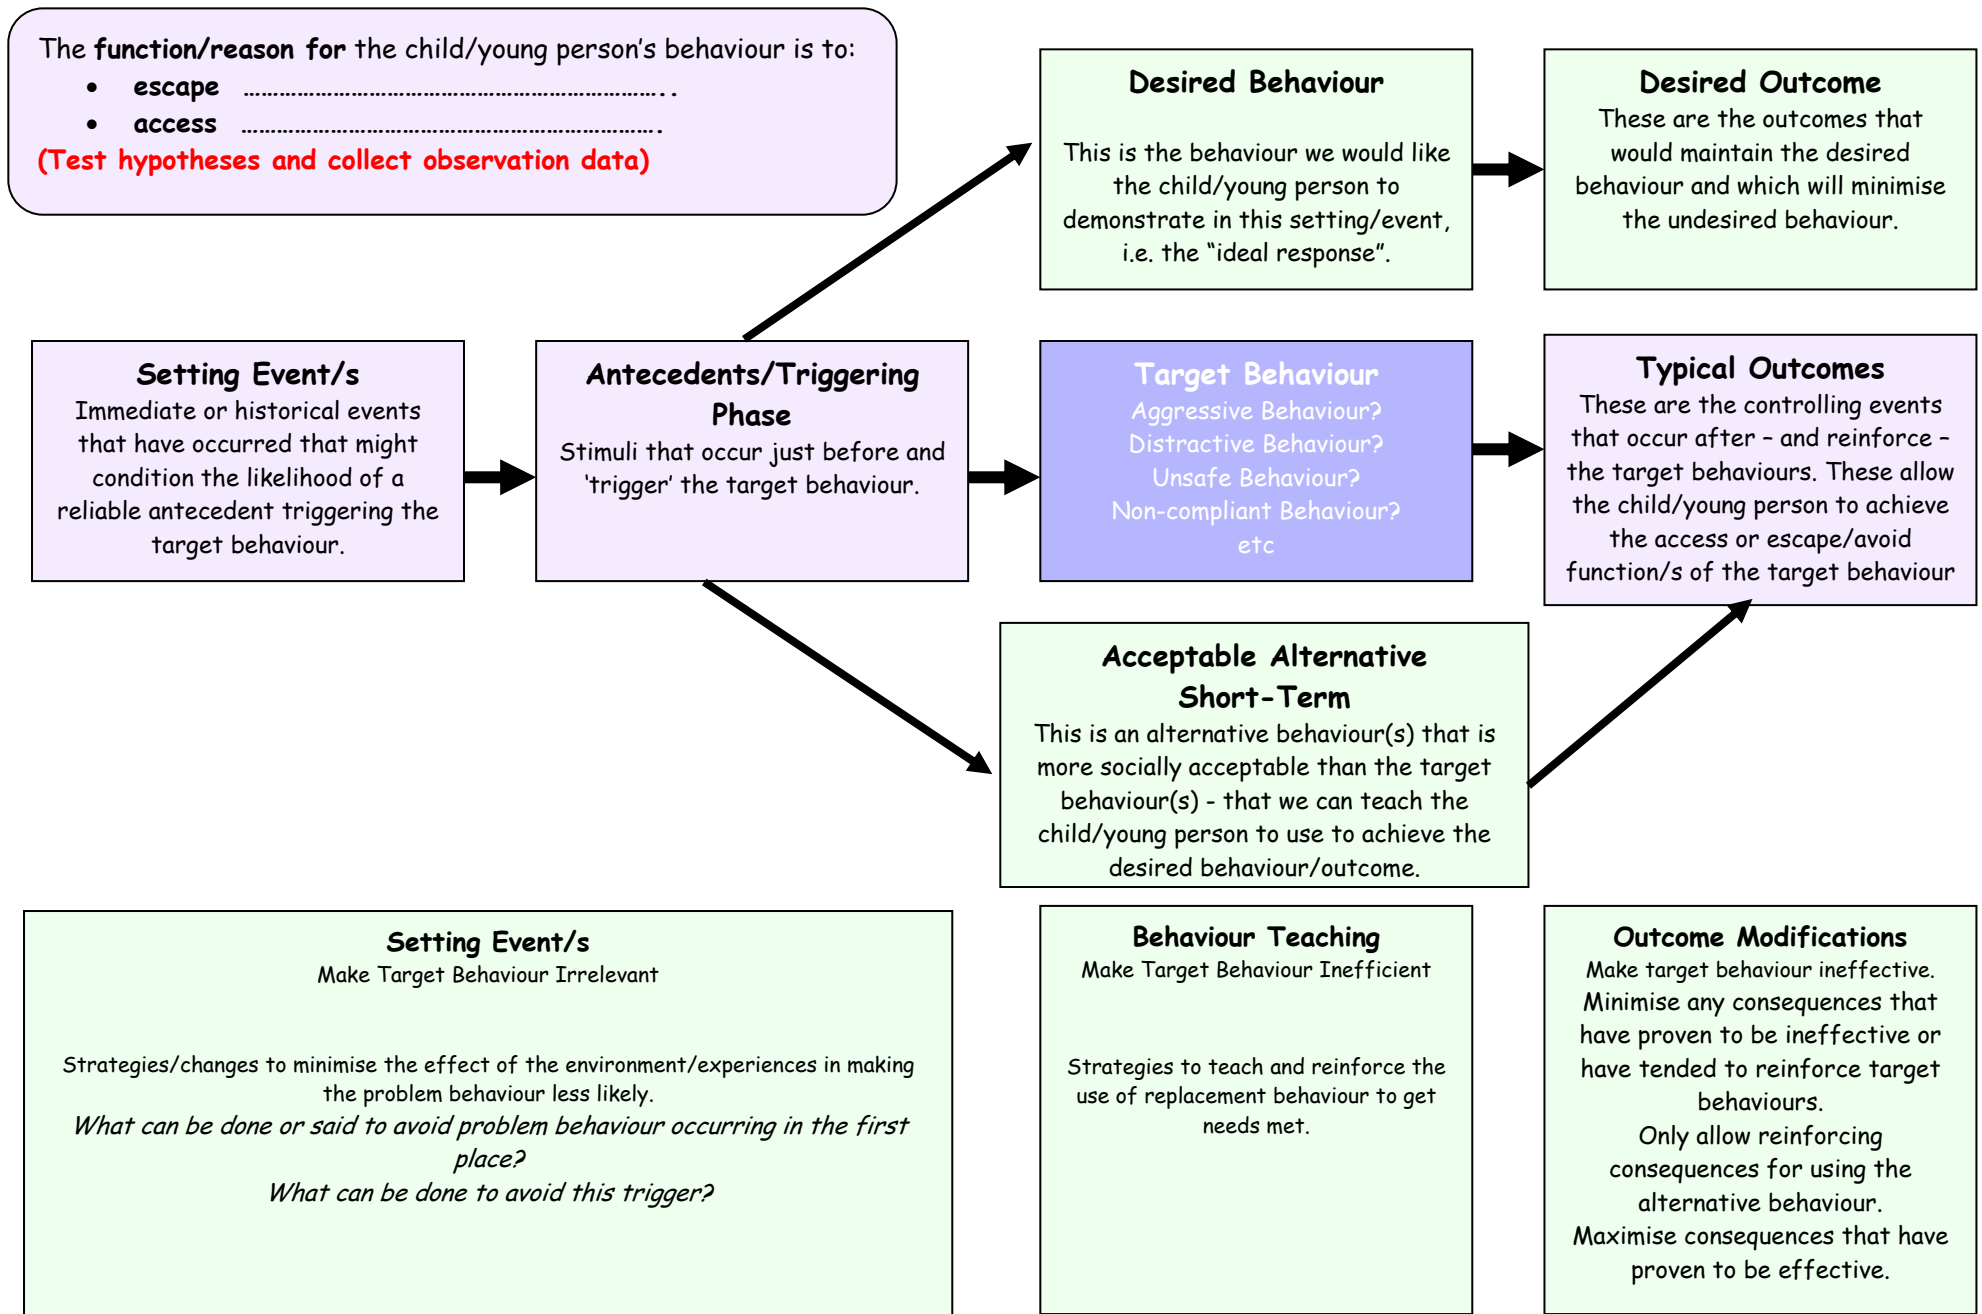 The function/reason for the child/young person's behaviour is to:
• escape ……………………………………………………………..
• access …………………………………………………………….
(Test hypotheses and collect observation data)
Desired Behaviour
This is the behaviour we would like
the child/young person to
demonstrate in this setting/event,
i.e. the “ideal response”.
Desired Outcome
These are the outcomes that
would maintain the desired
behaviour and which will minimise
the undesired behaviour.
Setting Event/s
Immediate or historical events
that have occurred that might
condition the likelihood of a
reliable antecedent triggering the
target behaviour.
Antecedents/Triggering
Phase
Stimuli that occur just before and
‘trigger’ the target behaviour.
Target Behaviour
Aggressive Behaviour?
Distractive Behaviour?
Unsafe Behaviour?
Non-compliant Behaviour?
etc
Typical Outcomes
These are the controlling events
that occur after – and reinforce –
the target behaviours. These allow
the child/young person to achieve
the access or escape/avoid
function/s of the target behaviour
Acceptable Alternative
Short-Term
This is an alternative behaviour(s) that is
more socially acceptable than the target
behaviour(s) - that we can teach the
child/young person to use to achieve the
desired behaviour/outcome.
Setting Event/s
Make Target Behaviour Irrelevant
Strategies/changes to minimise the effect of the environment/experiences in making
the problem behaviour less likely.
What can be done or said to avoid problem behaviour occurring in the first
place?
What can be done to avoid this trigger?
Behaviour Teaching
Make Target Behaviour Inefficient
Strategies to teach and reinforce the
use of replacement behaviour to get
needs met.
Outcome Modifications
Make target behaviour ineffective.
Minimise any consequences that
have proven to be ineffective or
have tended to reinforce target
behaviours.
Only allow reinforcing
consequences for using the
alternative behaviour.
Maximise consequences that have
proven to be effective.